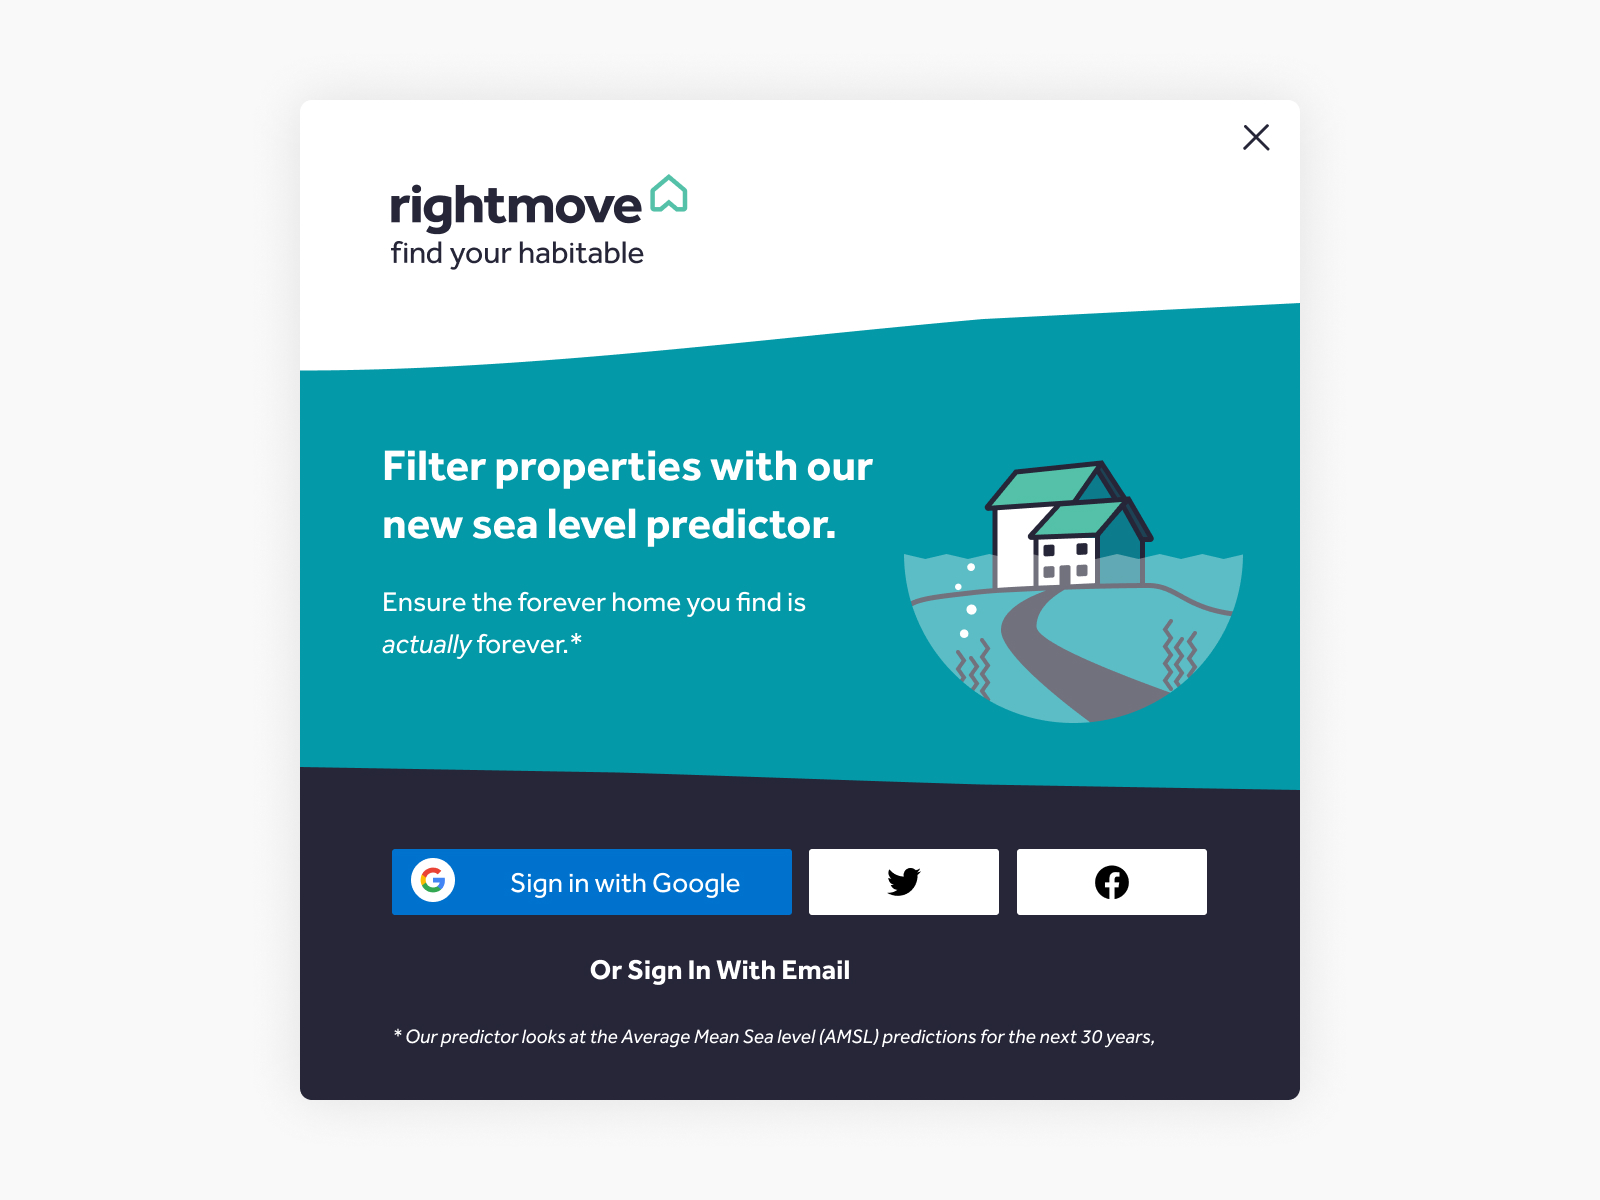 rightmove
find your habitable
Filter properties with our
new sea level predictor.
Ensure the forever home you find is
actually forever.*
Sign in with Google
Or Sign In With Email
* Our predictor looks at the Average Mean Sea level (AMSL) predictions for the next 30 years,